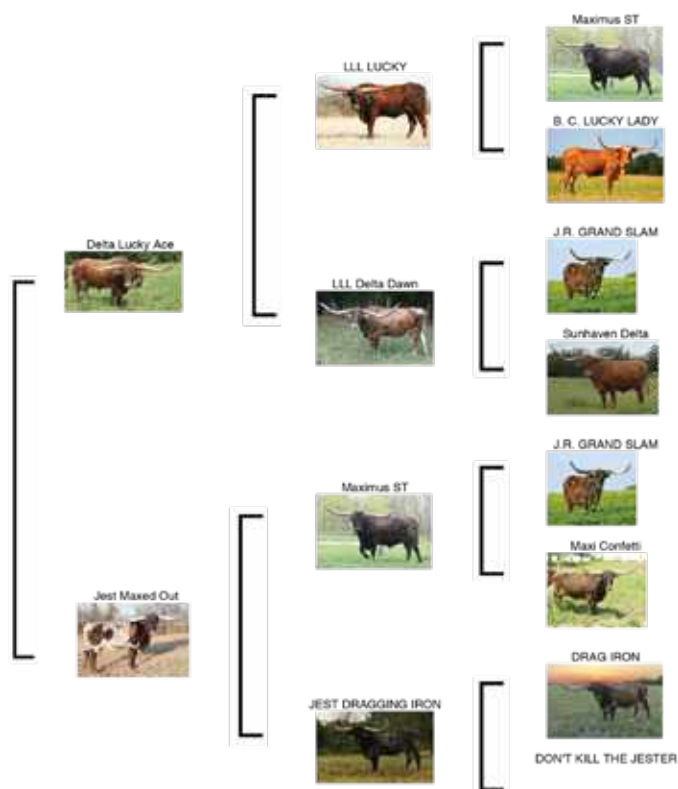 Maximus ST
LLL LUCKY
B. C. LUCKY LADY
Delta Lucky Ace
J.R. GRAND SLAM
LLL Delta Dawn
Sunhaven Delta
J.R. GRAND SLAM
Maximus ST
Maxi Confetti
Jest Maxed Out
DRAG IRON
JEST DRAGGING IRON
DON'T KILL THE JESTER